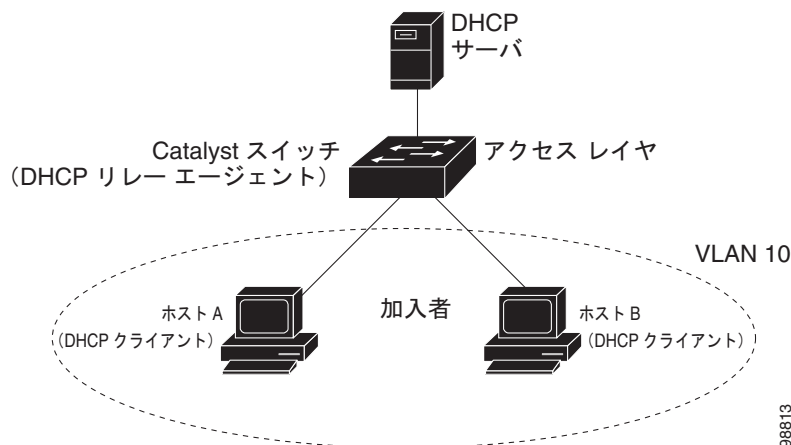 DHCP
サーバ
Catalyst スイッチ
(DHCP リレー エージェント)
アクセス レイヤ
VLAN 10
ホスト A
(DHCP クライアント)
加入者
ホスト B
(DHCP クライアント)
98813